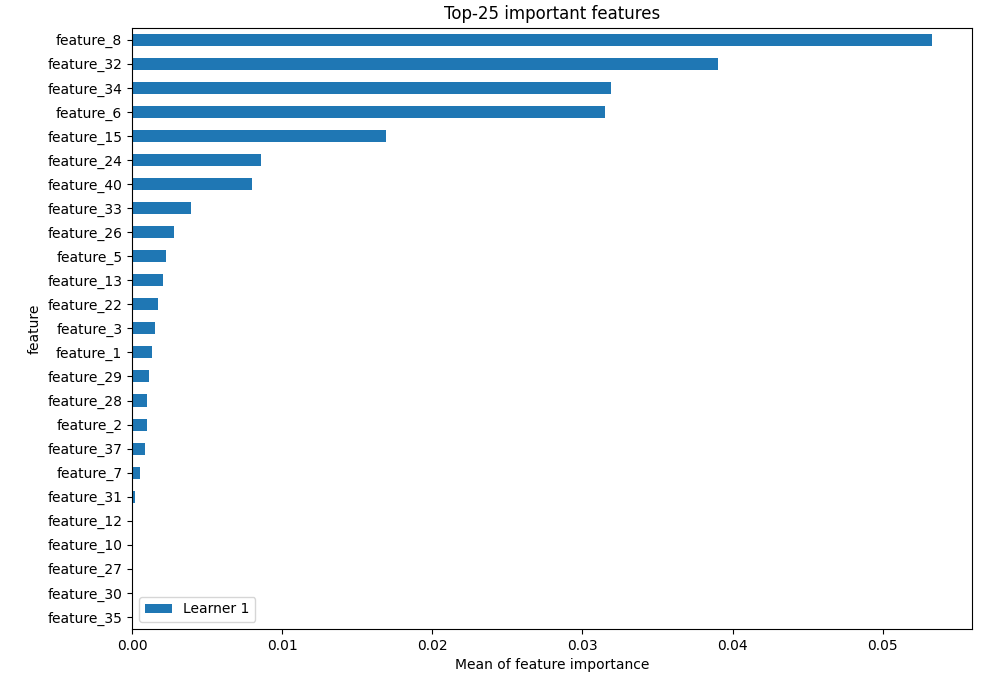 Top-25 important features
feature_8
feature_32
feature_34
feature_6
feature_15
feature_24
feature_40
feature_33
feature_26
feature_5
feature_13
feature_22
feature_3
feature_1
feature_29
feature_28
feature_2
feature_37
feature_7
feature_31
feature_12
feature_10
feature_27
feature_30
feature_35
feature
Learner 1
0.00 0.01 0.02 0.03 0.04 0.05
Mean of feature importance